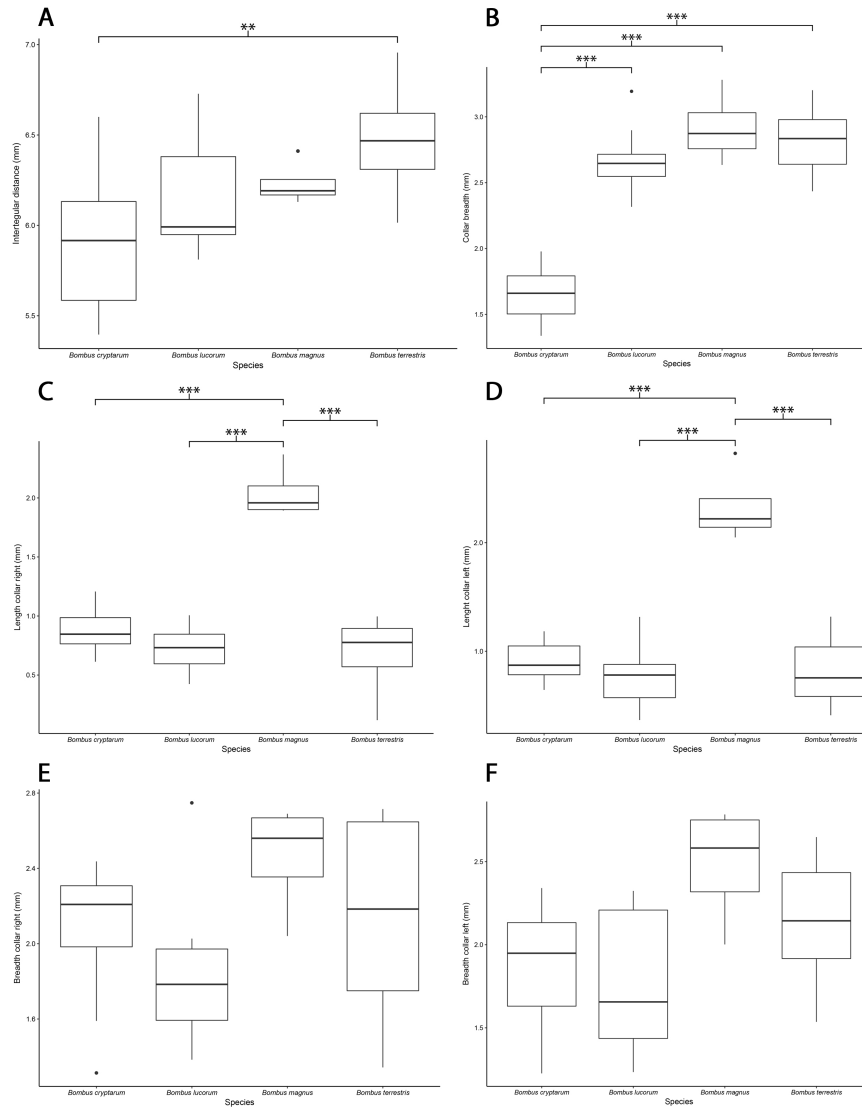 A
**
Intertegular distance (mm)
7.0
6.5
6.0
5.5
Bombus cryptarum Bombus lucorum Bombus magnus Bombus terrestris
Species
B
***
***
***
Collar breadth (mm)
3.0
2.5
2.0
1.5
Bombus cryptarum Bombus lucorum Bombus magnus Bombus terrestris
Species
C
***
***
***
Length collar right (mm)
2.0
1.5
1.0
0.5
Bombus cryptarum Bombus lucorum Bombus magnus Bombus terrestris
Species
D
***
***
***
Lenght collar left (mm)
2.0
1.0
Bombus cryptarum Bombus lucorum Bombus magnus Bombus terrestris
Species
E
Breadth collar right (mm)
2.8
2.4
2.0
1.6
Bombus cryptarum Bombus lucorum Bombus magnus Bombus terrestris
Species
F
Breadth collar left (mm)
2.5
2.0
1.5
Bombus cryptarum Bombus lucorum Bombus magnus Bombus terrestris
Species